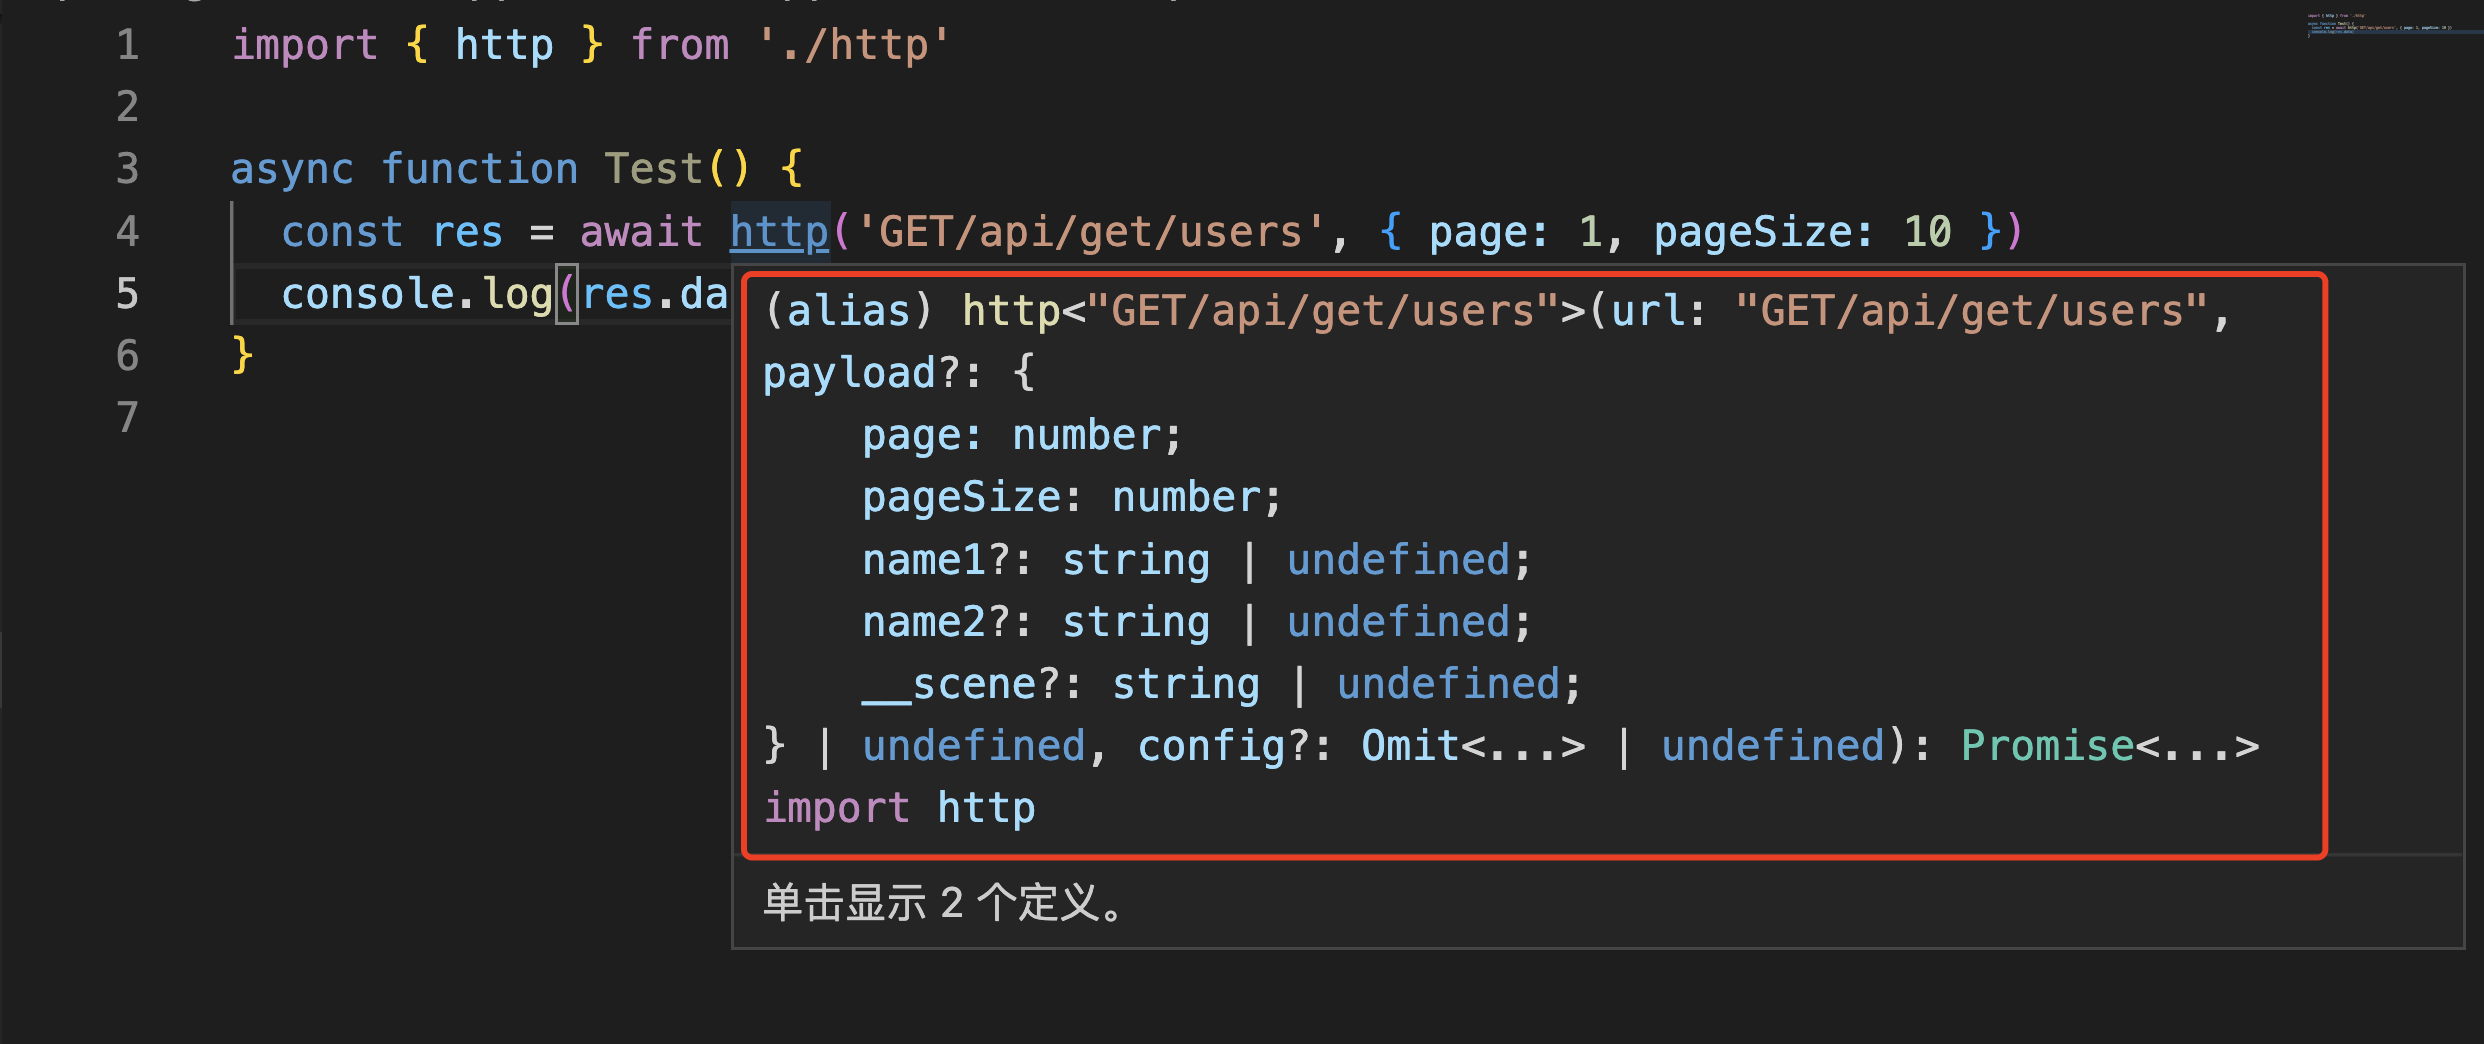 1 import { http } from './http'
2
3 async function Test() {
4 const res = await http('GET/api/get/users', { page: 1, pageSize: 10 })
5 console.log(res.da
(alias) http<"GET/api/get/users">(url: "GET/api/get/users",
payload?: {
page: number;
pageSize: number;
name1?: string | undefined;
name2?: string | undefined;
__scene?: string | undefined;
} | undefined, config?: Omit<...> | undefined): Promise<...>
import http
单击显示 2 个定义。
6 }
7